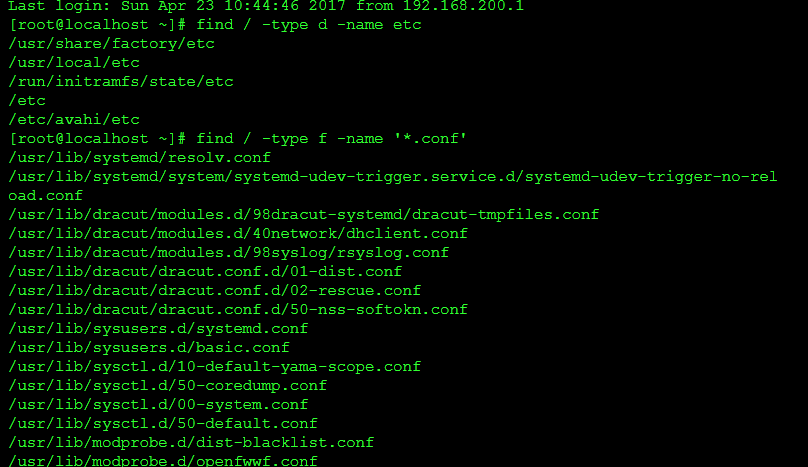 Last login: Sun Apr 23 10:44:46 2017 from 192.168.200.1
[root@localhost ~]# find / -type d -name etc
/usr/share/factory/etc
/usr/local/etc
/run/initramfs/state/etc
/etc
/etc/avahi/etc
[root@localhost ~]# find / -type f -name '*.conf'
/usr/lib/systemd/resolv.conf
/usr/lib/systemd/system/systemd-udev-trigger.service.d/systemd-udev-trigger-no-rel
oad.conf
/usr/lib/dracut/modules.d/98dracut-systemd/dracut-tmpfiles.conf
/usr/lib/dracut/modules.d/40network/dhclient.conf
/usr/lib/dracut/modules.d/98syslog/rsyslog.conf
/usr/lib/dracut/dracut.conf.d/01-dist.conf
/usr/lib/dracut/dracut.conf.d/02-rescue.conf
/usr/lib/dracut/dracut.conf.d/50-nss-softokn.conf
/usr/lib/sysusers.d/systemd.conf
/usr/lib/sysusers.d/basic.conf
/usr/lib/sysctl.d/10-default-yama-scope.conf
/usr/lib/sysctl.d/50-coredump.conf
/usr/lib/sysctl.d/00-system.conf
/usr/lib/sysctl.d/50-default.conf
/usr/lib/modprobe.d/dist-blacklist.conf
/usr/lib/modprobe.d/openfwwf.conf